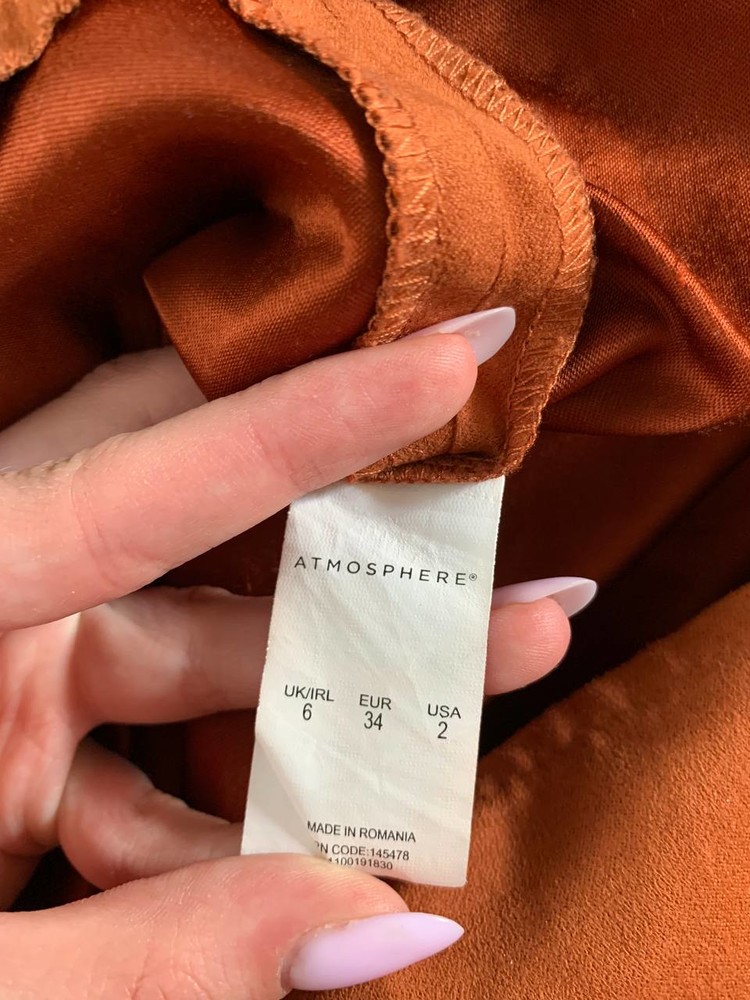 ATMOSPHERE®
UK/IRL EUR USA
6 34 2
MADE IN ROMANIA
CODE:145478
1100191830